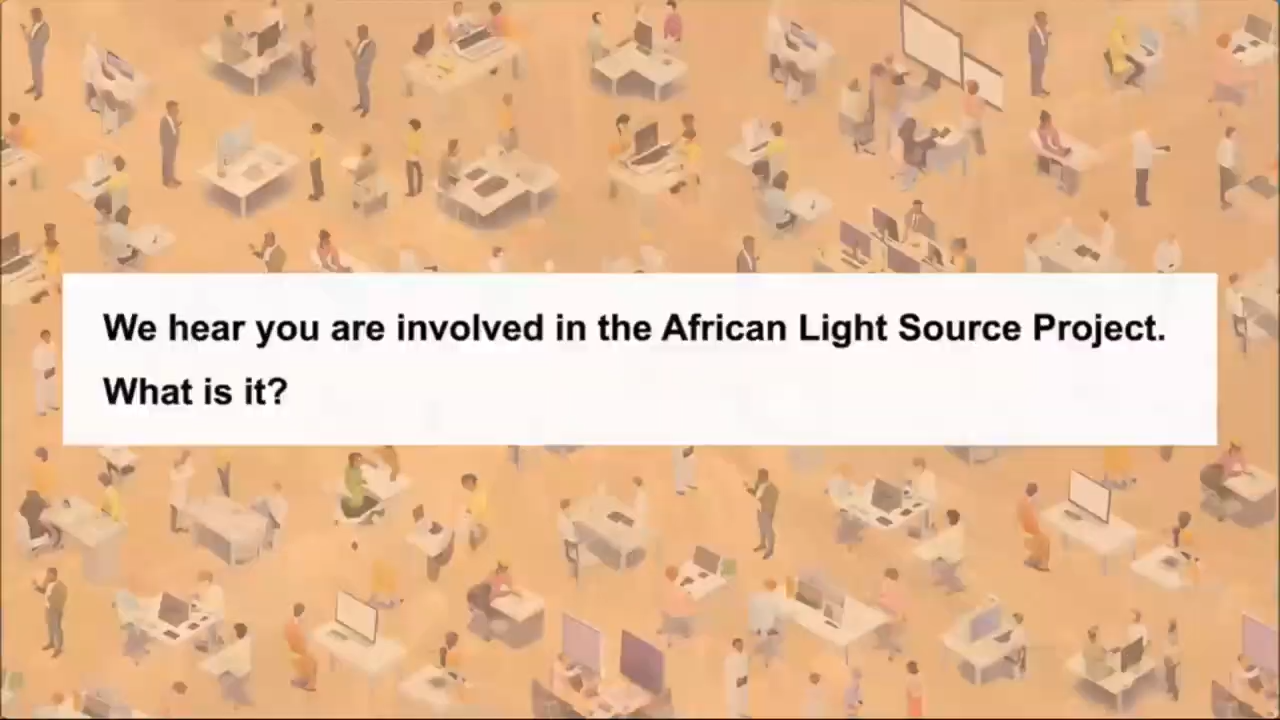 We hear you are involved in the African Light Source Project.
What is it?